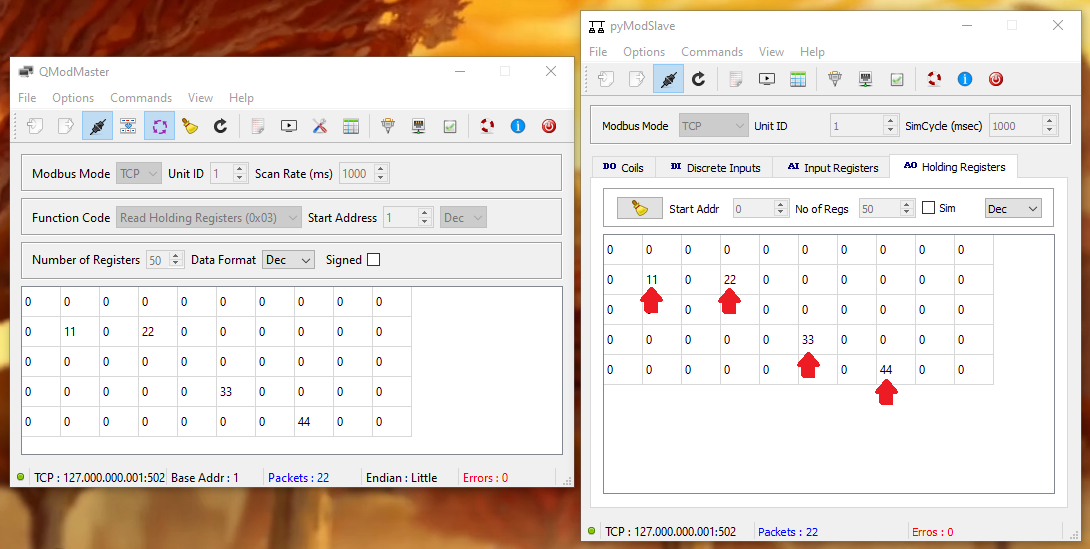 QModMaster
File Options Commands View Help
Modbus Mode TCP Unit ID 1 Scan Rate (ms) 1000
Function Code Read Holding Registers (0x03) Start Address 1 Dec
Number of Registers 50 Data Format Dec Signed
0 0 0 0 0 0 0 0 0 0
0 11 0 22 0 0 0 0 0 0
0 0 0 0 0 0 0 0 0 0
0 0 0 0 0 33 0 0 0 0
0 0 0 0 0 0 0 44 0 0
TCP : 127.000.000.001:502 Base Addr : 1 Packets : 22 Endian : Little Errors : 0
pyModSlave
File Options Commands View Help
Modbus Mode TCP Unit ID 1 SimCycle (msec) 1000
DO Coils DI Discrete Inputs AI Input Registers AO Holding Registers
Start Addr 0 No of Regs 50 Sim Dec
0 0 0 0 0 0 0 0 0 0
0 11 0 22 0 0 0 0 0 0
0 0 0 0 0 0 0 0 0 0
0 0 0 0 0 33 0 0 0 0
0 0 0 0 0 0 0 44 0 0
TCP : 127.000.000.001:502 Packets : 22 Erros : 0